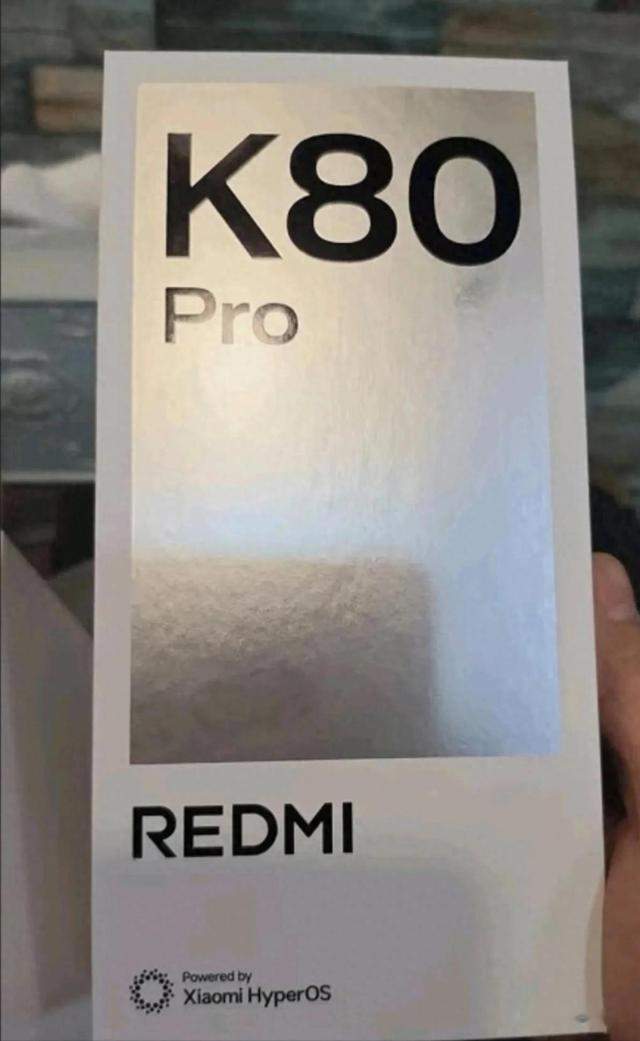 K80
Pro
REDMI
Powered by
Xiaomi HyperOS